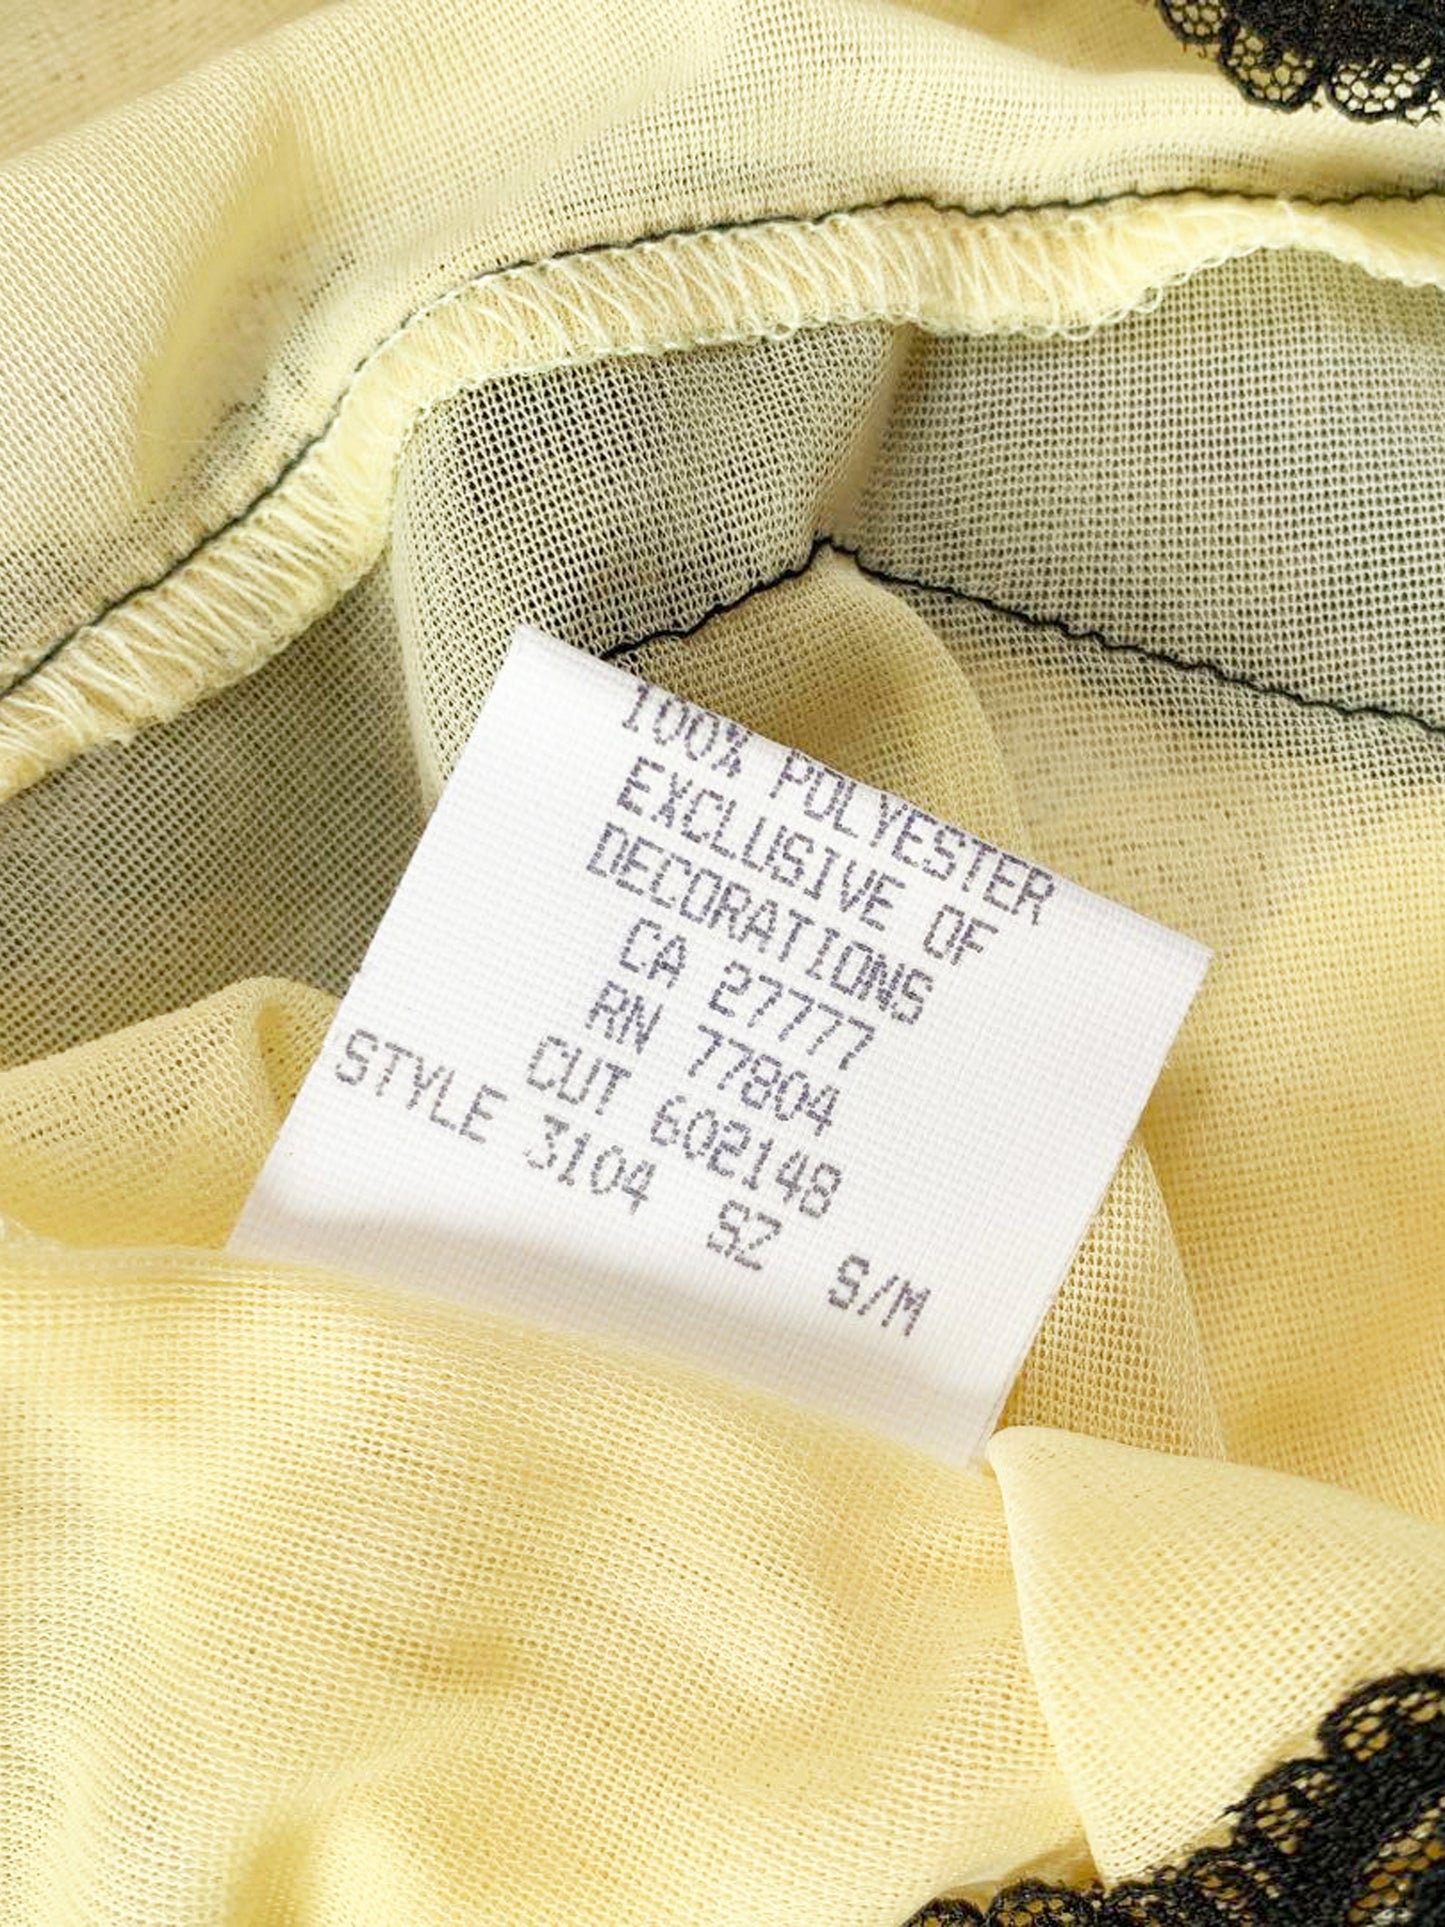 100% POLYESTER
EXCLUSIVE OF
DECORATIONS
CA 27777
RN 77804
CUT 602148
STYLE 3104 SZ S/M